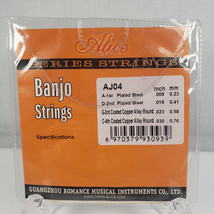 Alice
SERIES STRINGS
Banjo
Strings
Specifications
AJ04 Inch mm
A-1st Plated Steel .009 0.23
D-2nd Plated Steel .016 0.41
G-3rd Coated Copper Alloy Wound .023 0.58
C-4th Coated Copper Alloy Wound .030 0.76
6 970379 930939
GUANGZHOU ROMANCE MUSICAL INSTRUMENTS CO., LTD.